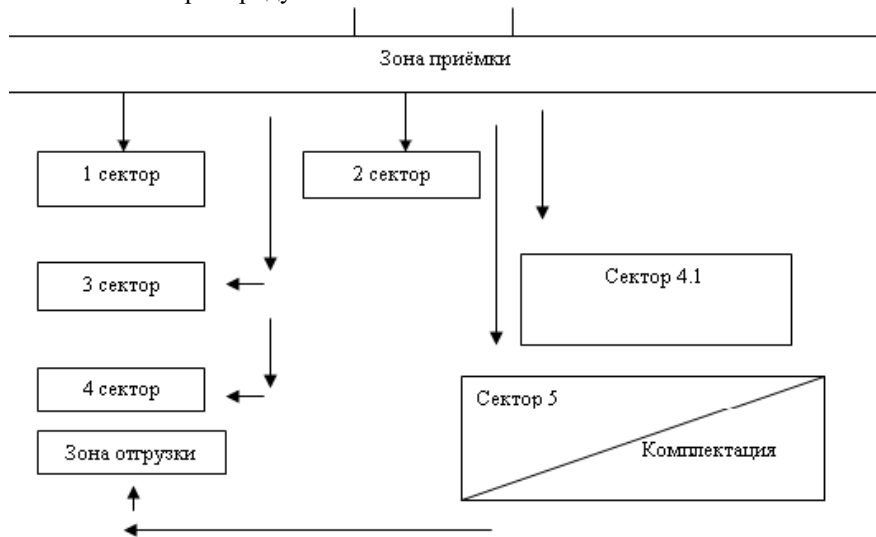 Зона приёмки
1 сектор
2 сектор
3 сектор
Сектор 4.1
4 сектор
Сектор 5
Зона отгрузки
Комплектация